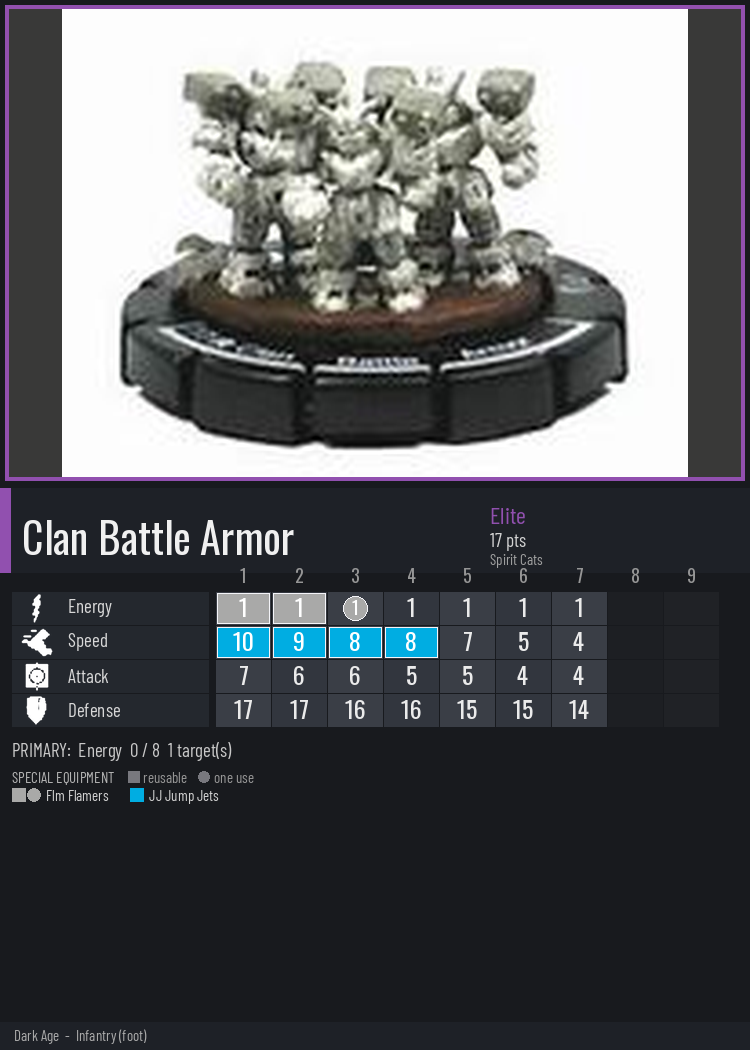 Clan Battle Armor
Elite
17 pts
Spirit Cats
1 2 3 4 5 6 7 8 9
Energy 1 1 1 1 1 1 1
Speed 10 9 8 8 7 5 4
Attack 7 6 6 5 5 4 4
Defense 17 17 16 16 15 15 14
PRIMARY: Energy 0 / 8 1 target(s)
SPECIAL EQUIPMENT reusable one use
Flm Flamers JJ Jump Jets
Dark Age - Infantry (foot)